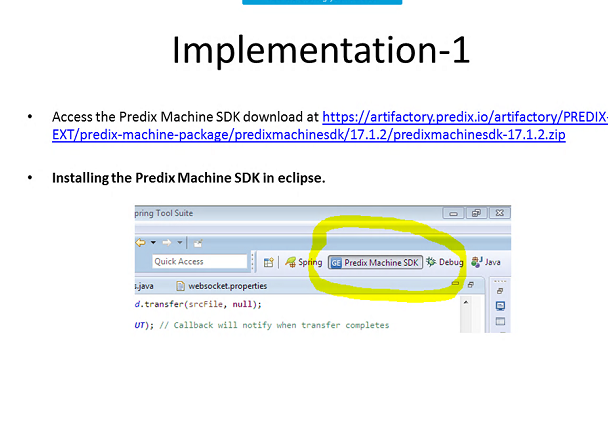 Implementation-1
• Access the Predix Machine SDK download at https://artifactory.predix.io/artifactory/PREDIX-
EXT/predix-machine-package/predixmachinesdk/17.1.2/predixmachinesdk-17.1.2.zip
• Installing the Predix Machine SDK in eclipse.
pring Tool Suite
Quick Access Spring GE Predix Machine SDK Debug Java
s.java websocket.properties
d.transfer(srcFile, null);
UT); // Callback will notify when transfer completes